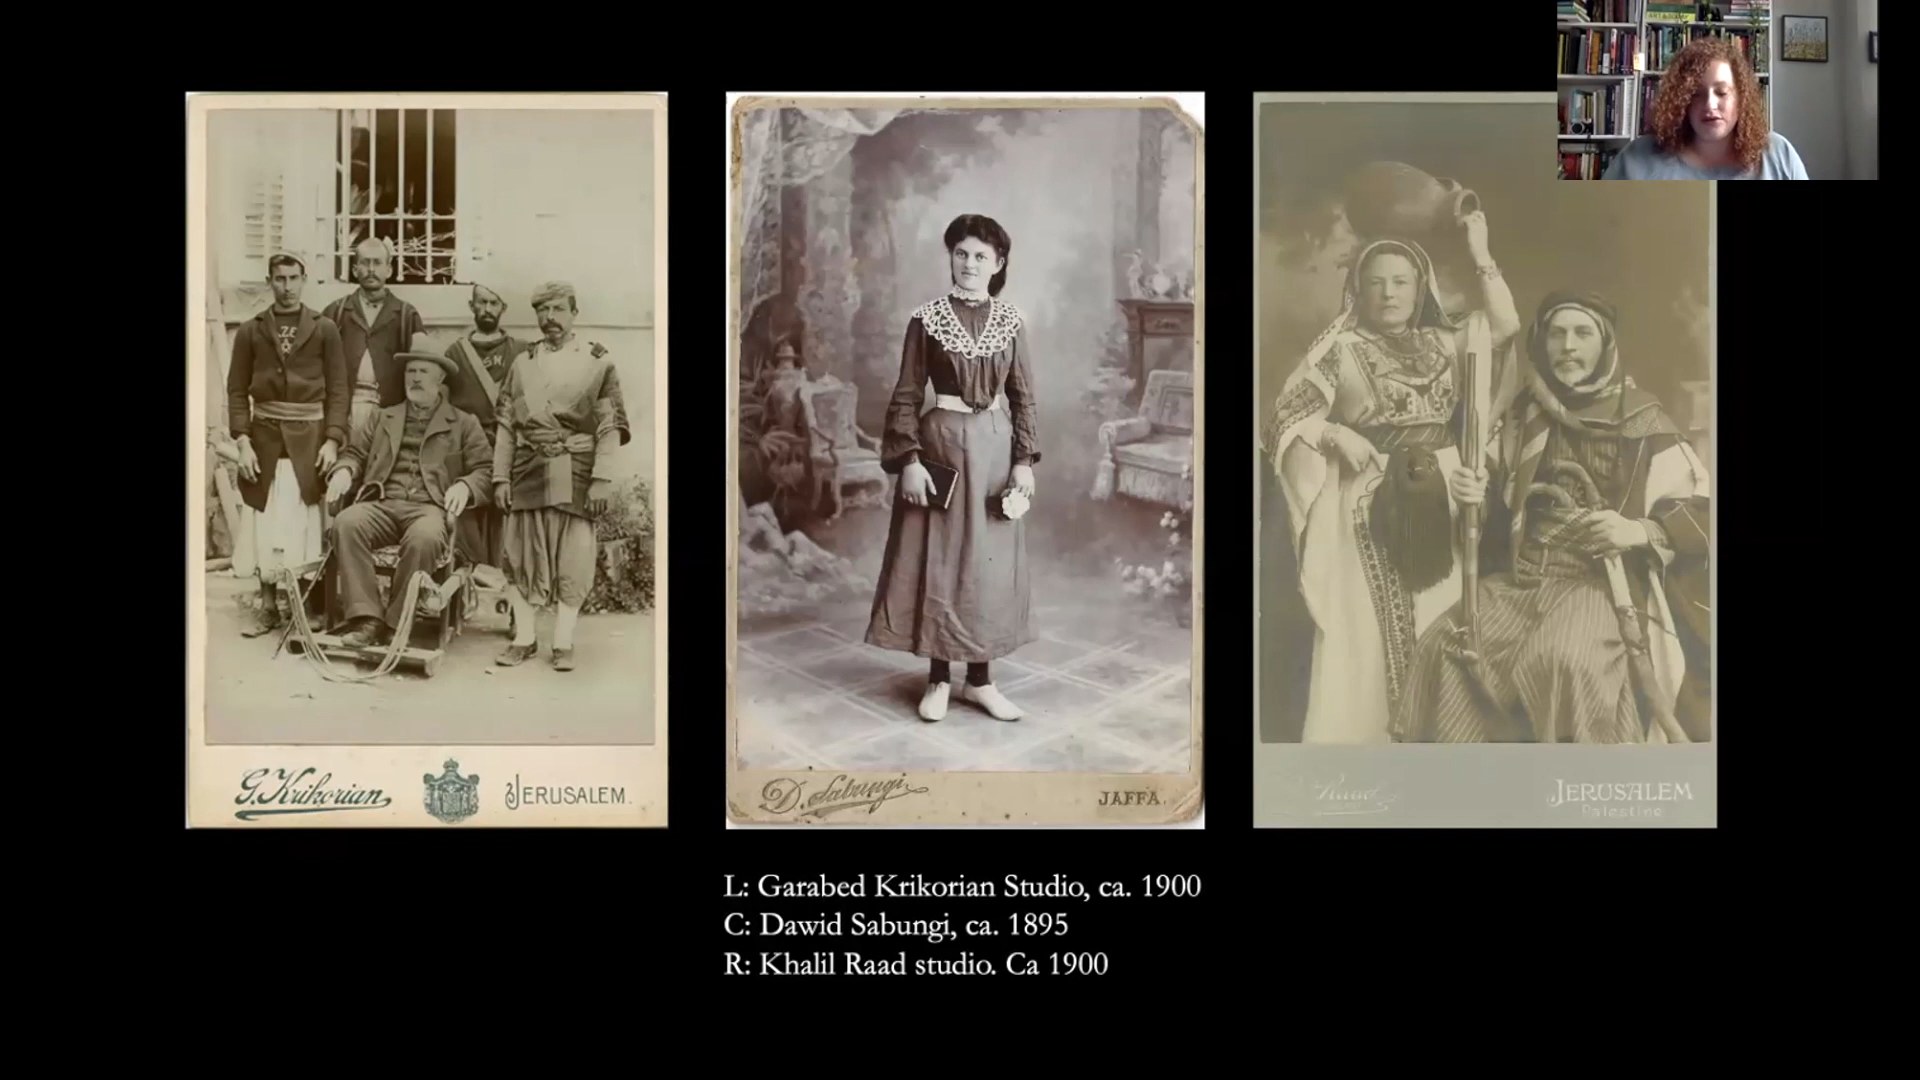 G. Krikorian
JERUSALEM.
D. Sabungi
JAFFA.
Raad
JERUSALEM
Palestine
L: Garabed Krikorian Studio, ca. 1900
C: Dawid Sabungi, ca. 1895
R: Khalil Raad studio. Ca 1900